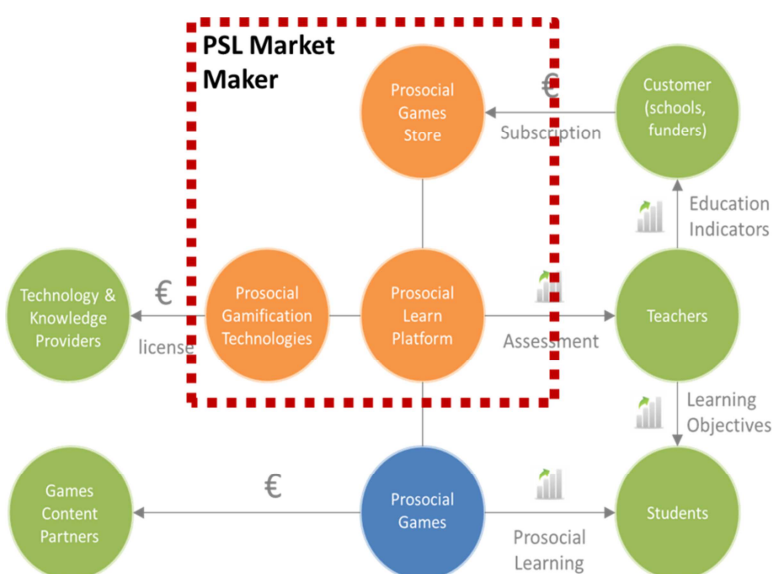 PSL Market
Maker
Prosocial
Games
Store
€
Subscription
Customer
(schools,
funders)
Education
Indicators
Technology &
Knowledge
Providers
€
license
Prosocial
Gamification
Technologies
Prosocial
Learn
Platform
Assessment
Teachers
Learning
Objectives
Games
Content
Partners
€
Prosocial
Games
Prosocial
Learning
Students